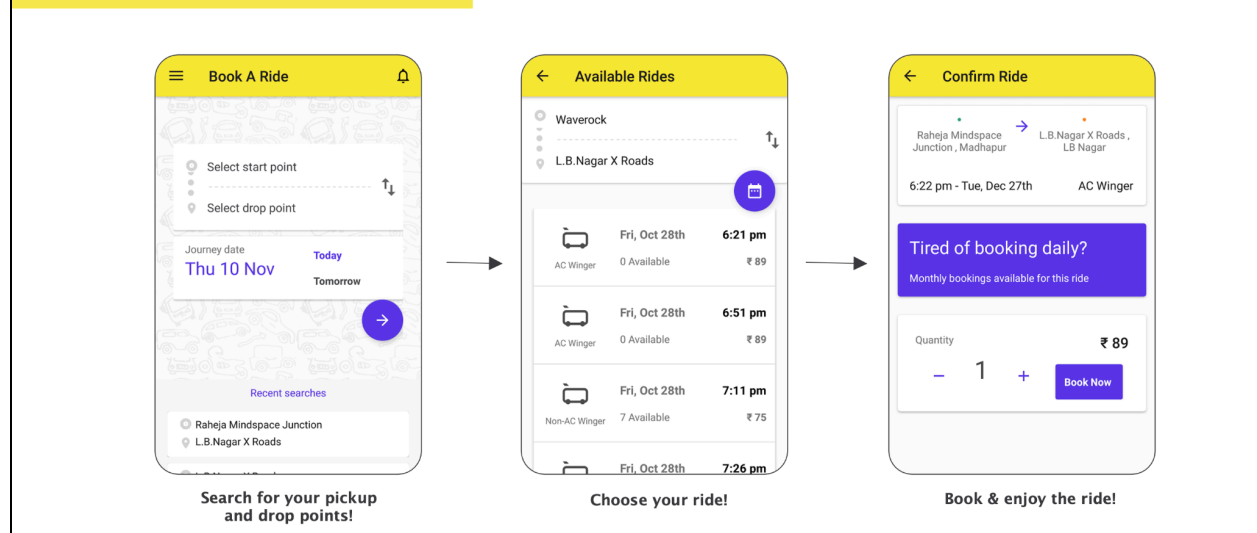 Book A Ride
Select start point
Select drop point
Journey date
Thu 10 Nov
Today
Tomorrow
Recent searches
Raheja Mindspace Junction
L.B.Nagar X Roads
Search for your pickup
and drop points!
Available Rides
Waverock
L.B.Nagar X Roads
Fri, Oct 28th 6:21 pm
AC Winger 0 Available ₹ 89
Fri, Oct 28th 6:51 pm
AC Winger 0 Available ₹ 89
Fri, Oct 28th 7:11 pm
Non-AC Winger 7 Available ₹ 75
Fri, Oct 28th 7:26 pm
Choose your ride!
Confirm Ride
Raheja Mindspace
Junction , Madhapur
L.B.Nagar X Roads ,
LB Nagar
6:22 pm - Tue, Dec 27th AC Winger
Tired of booking daily?
Monthly bookings available for this ride
Quantity ₹ 89
– 1 +
Book Now
Book & enjoy the ride!